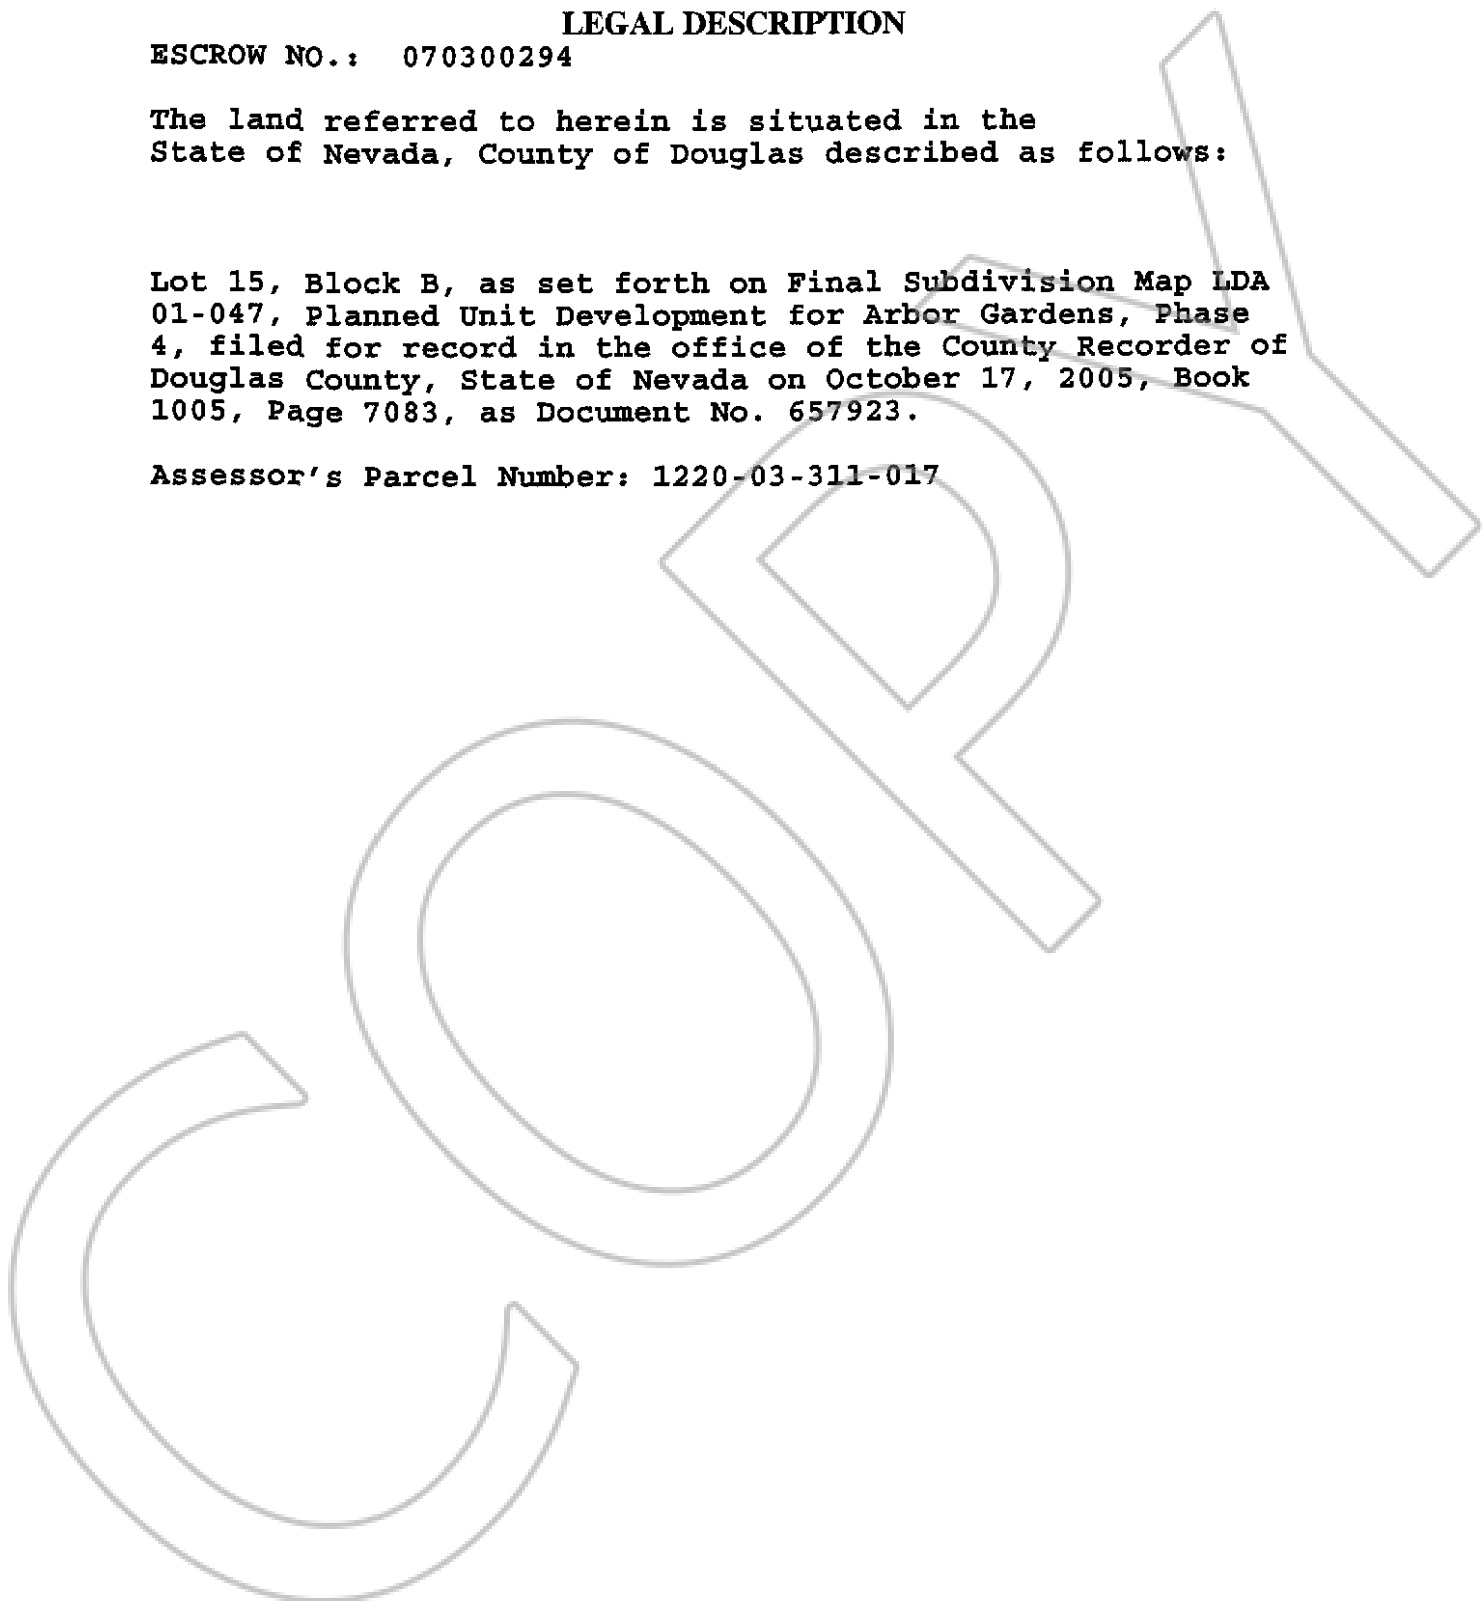 LEGAL DESCRIPTION
ESCROW NO.: 070300294
The land referred to herein is situated in the
State of Nevada, County of Douglas described as follows:
Lot 15, Block B, as set forth on Final Subdivision Map LDA
01-047, Planned Unit Development for Arbor Gardens, Phase
4, filed for record in the office of the County Recorder of
Douglas County, State of Nevada on October 17, 2005, Book
1005, Page 7083, as Document No. 657923.
Assessor's Parcel Number: 1220-03-311-017
COPY